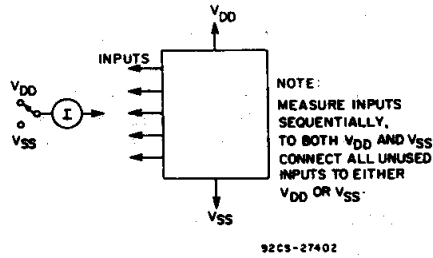 VDD
INPUTS
VDD
I
VSS
NOTE:
MEASURE INPUTS
SEQUENTIALLY,
TO BOTH VDD AND VSS
CONNECT ALL UNUSED
INPUTS TO EITHER
VDD OR VSS.
VSS
92CS-27402